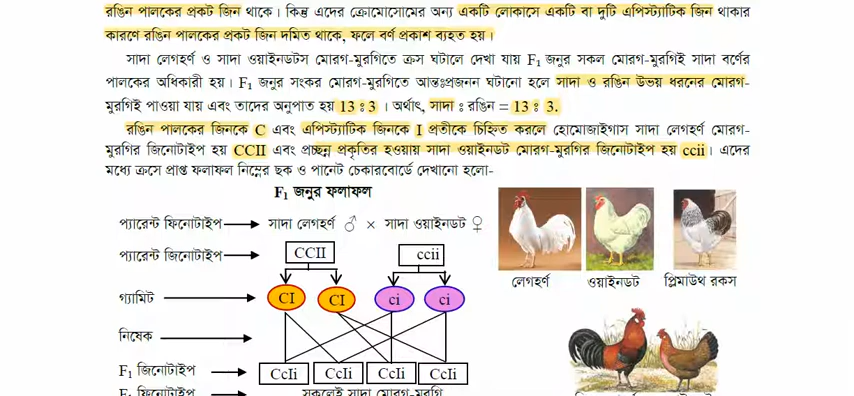 রঙিন পালকের প্রকট জিন থাকে। কিন্তু এদের ক্রোমোসোমের অন্য একটি লোকাসে একটি বা দুটি এপিস্ট্যাটিক জিন থাকার
কারণে রঙিন পালকের প্রকট জিন দমিত থাকে, ফলে বর্ণ প্রকাশ ব্যহত হয়।
সাদা লেগহর্ণ ও সাদা ওয়াইনডটস মোরগ-মুরগিতে ক্রস ঘটালে দেখা যায় F₁ জনুর সকল মোরগ-মুরগিই সাদা বর্ণের
পালকের অধিকারী হয়। F₁ জনুর সংকর মোরগ-মুরগিতে আন্তঃপ্রজনন ঘটানো হলে সাদা ও রঙিন উভয় ধরনের মোরগ-
মুরগিই পাওয়া যায় এবং তাদের অনুপাত হয় 13 ঃ 3 । অর্থাৎ, সাদা ঃ রঙিন = 13 ঃ 3.
রঙিন পালকের জিনকে C এবং এপিস্ট্যাটিক জিনকে I প্রতীকে চিহ্নিত করলে হোমোজাইগাস সাদা লেগহর্ণ মোরগ-
মুরগির জিনোটাইপ হয় CCII এবং প্রচ্ছন্ন প্রকৃতির হওয়ায় সাদা ওয়াইনডট মোরগ-মুরগির জিনোটাইপ হয় ccii। এদের
মধ্যে ক্রসে প্রাপ্ত ফলাফল নিম্নের ছক ও পানেট চেকারবোর্ডে দেখানো হলো-
F₁ জনুর ফলাফল
প্যারেন্ট ফিনোটাইপ সাদা লেগহর্ণ ♂ × সাদা ওয়াইনডট ♀
প্যারেন্ট জিনোটাইপ CCII ccii
গ্যামিট CI CI ci ci
নিষেক
F₁ জিনোটাইপ CcIi CcIi CcIi CcIi
F₁ ফিনোটাইপ সকলেই সাদা মোরগ-মুরগি
লেগহর্ণ ওয়াইনডট প্লিমাউথ রকস